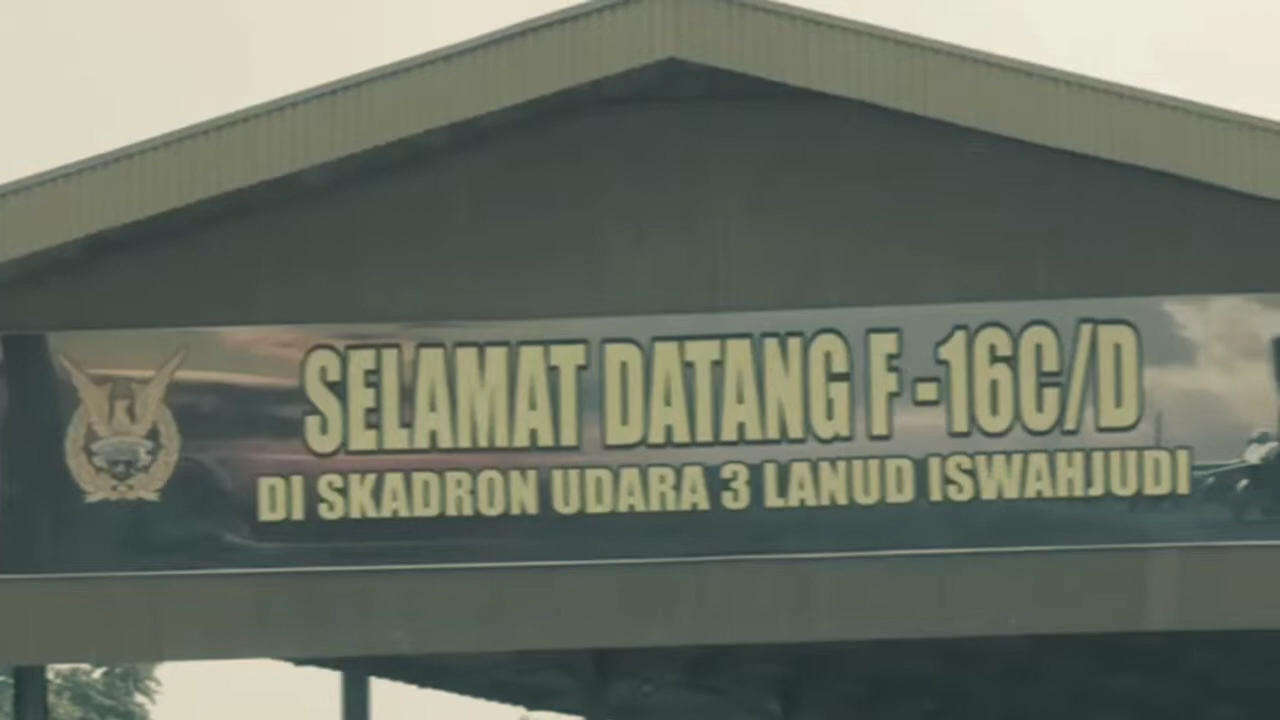 SELAMAT DATANG F-16C/D
DI SKADRON UDARA 3 LANUD ISWAHJUDI